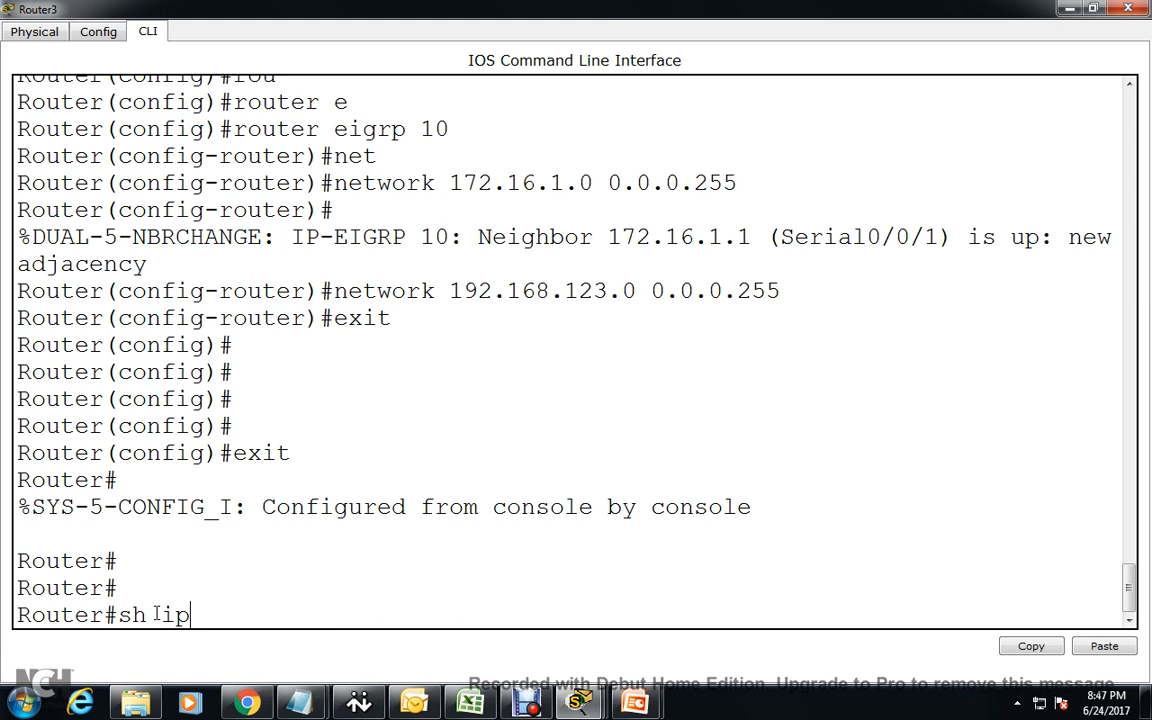 Router3
Physical Config CLI
IOS Command Line Interface
Router(config)#rou
Router(config)#router e
Router(config)#router eigrp 10
Router(config-router)#net
Router(config-router)#network 172.16.1.0 0.0.0.255
Router(config-router)#
%DUAL-5-NBRCHANGE: IP-EIGRP 10: Neighbor 172.16.1.1 (Serial0/0/1) is up: new
adjacency
Router(config-router)#network 192.168.123.0 0.0.0.255
Router(config-router)#exit
Router(config)#
Router(config)#
Router(config)#
Router(config)#
Router(config)#exit
Router#
%SYS-5-CONFIG_I: Configured from console by console
Router#
Router#
Router#sh ip
Copy Paste
NCH
Recorded with Debut Home Edition. Upgrade to Pro to remove this message.
8:47 PM
6/24/2017